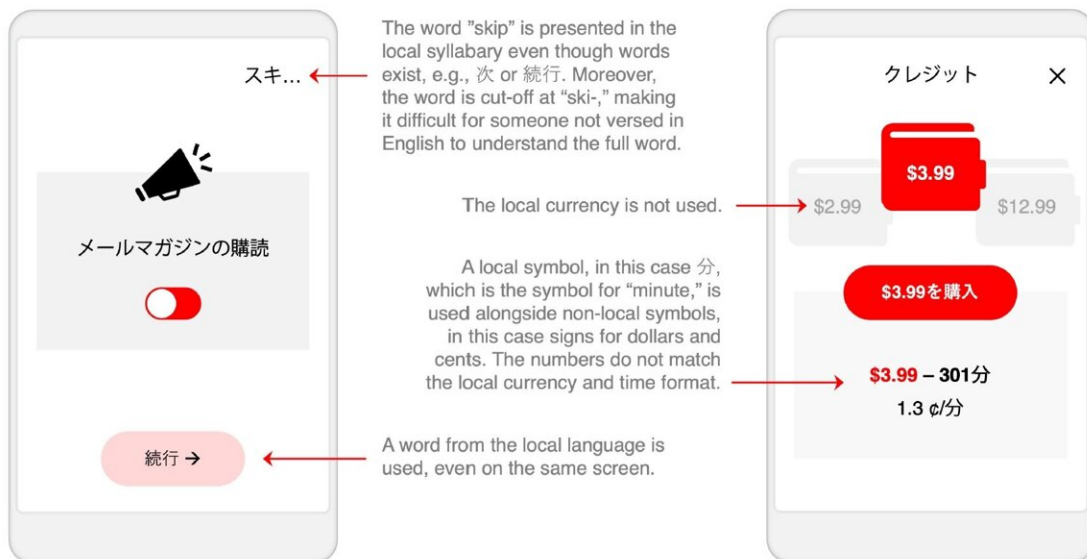 スキ...
メールマガジンの購読
続行 →
The word "skip" is presented in the
local syllabary even though words
exist, e.g., 次 or 続行. Moreover,
the word is cut-off at “ski-,” making
it difficult for someone not versed in
English to understand the full word.
The local currency is not used.
A local symbol, in this case 分,
which is the symbol for “minute,” is
used alongside non-local symbols,
in this case signs for dollars and
cents. The numbers do not match
the local currency and time format.
A word from the local language is
used, even on the same screen.
クレジット ×
$3.99
$2.99 $12.99
$3.99を購入
$3.99 – 301分
1.3 ¢/分